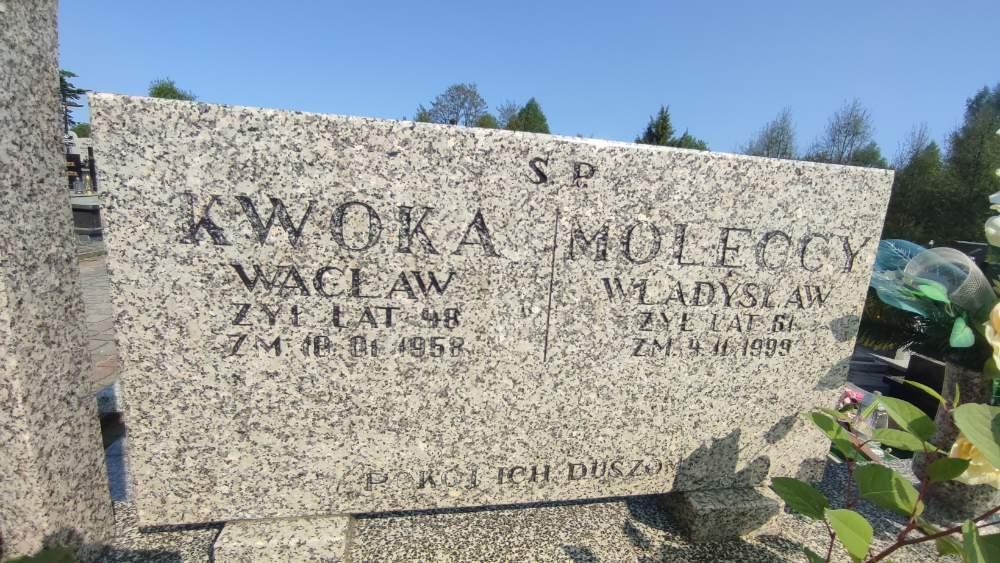 Ś P.
KWOKA
WACŁAW
ŻYŁ LAT 48
ZM 10 01 1958
MOLĘCCY
WŁADYSŁAW
ŻYŁ LAT 61
ZM. 4 11 1999
POKÓJ ICH DUSZOM